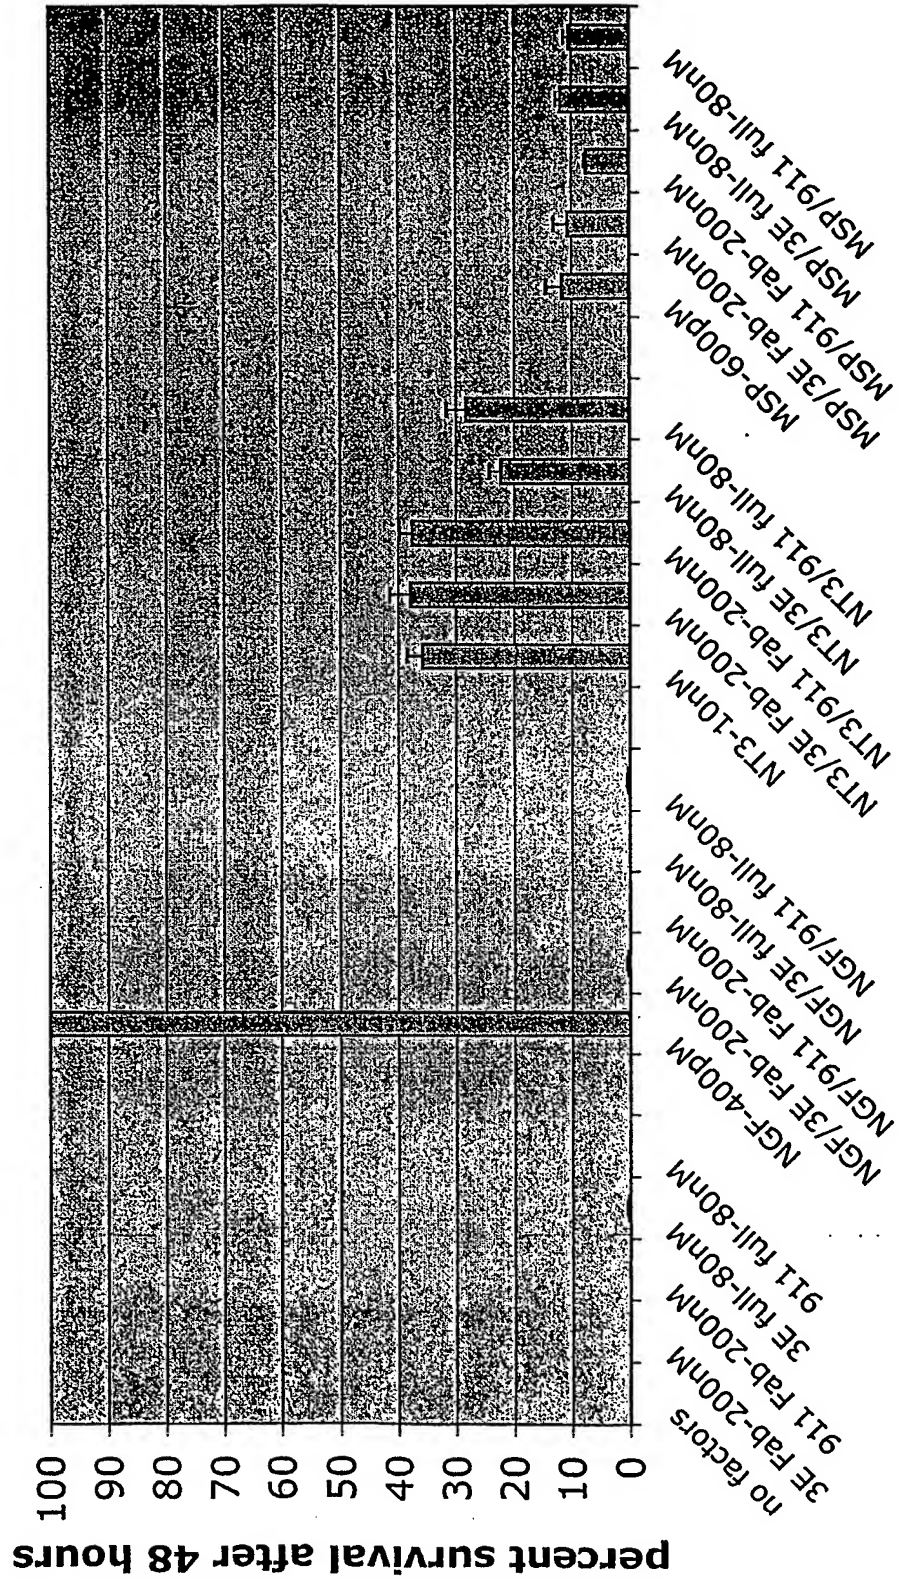 percent survival after 48 hours
100
90
80
70
60
50
40
30
20
10
0
no factors
3E Fab-200nM
911 Fab-200nM
3E full-80nM
911 full-80nM
NGF-400pM
NGF/3E Fab-200nM
NGF/911 Fab-200nM
NGF/3E full-80nM
NGF/911 full-80nM
NT3-10nM
NT3/3E Fab-200nM
NT3/911 Fab-200nM
NT3/3E full-80nM
NT3/911 full-80nM
MSP-600pM
MSP/3E Fab-200nM
MSP/911 Fab-200nM
MSP/3E full-80nM
MSP/911 full-80nM